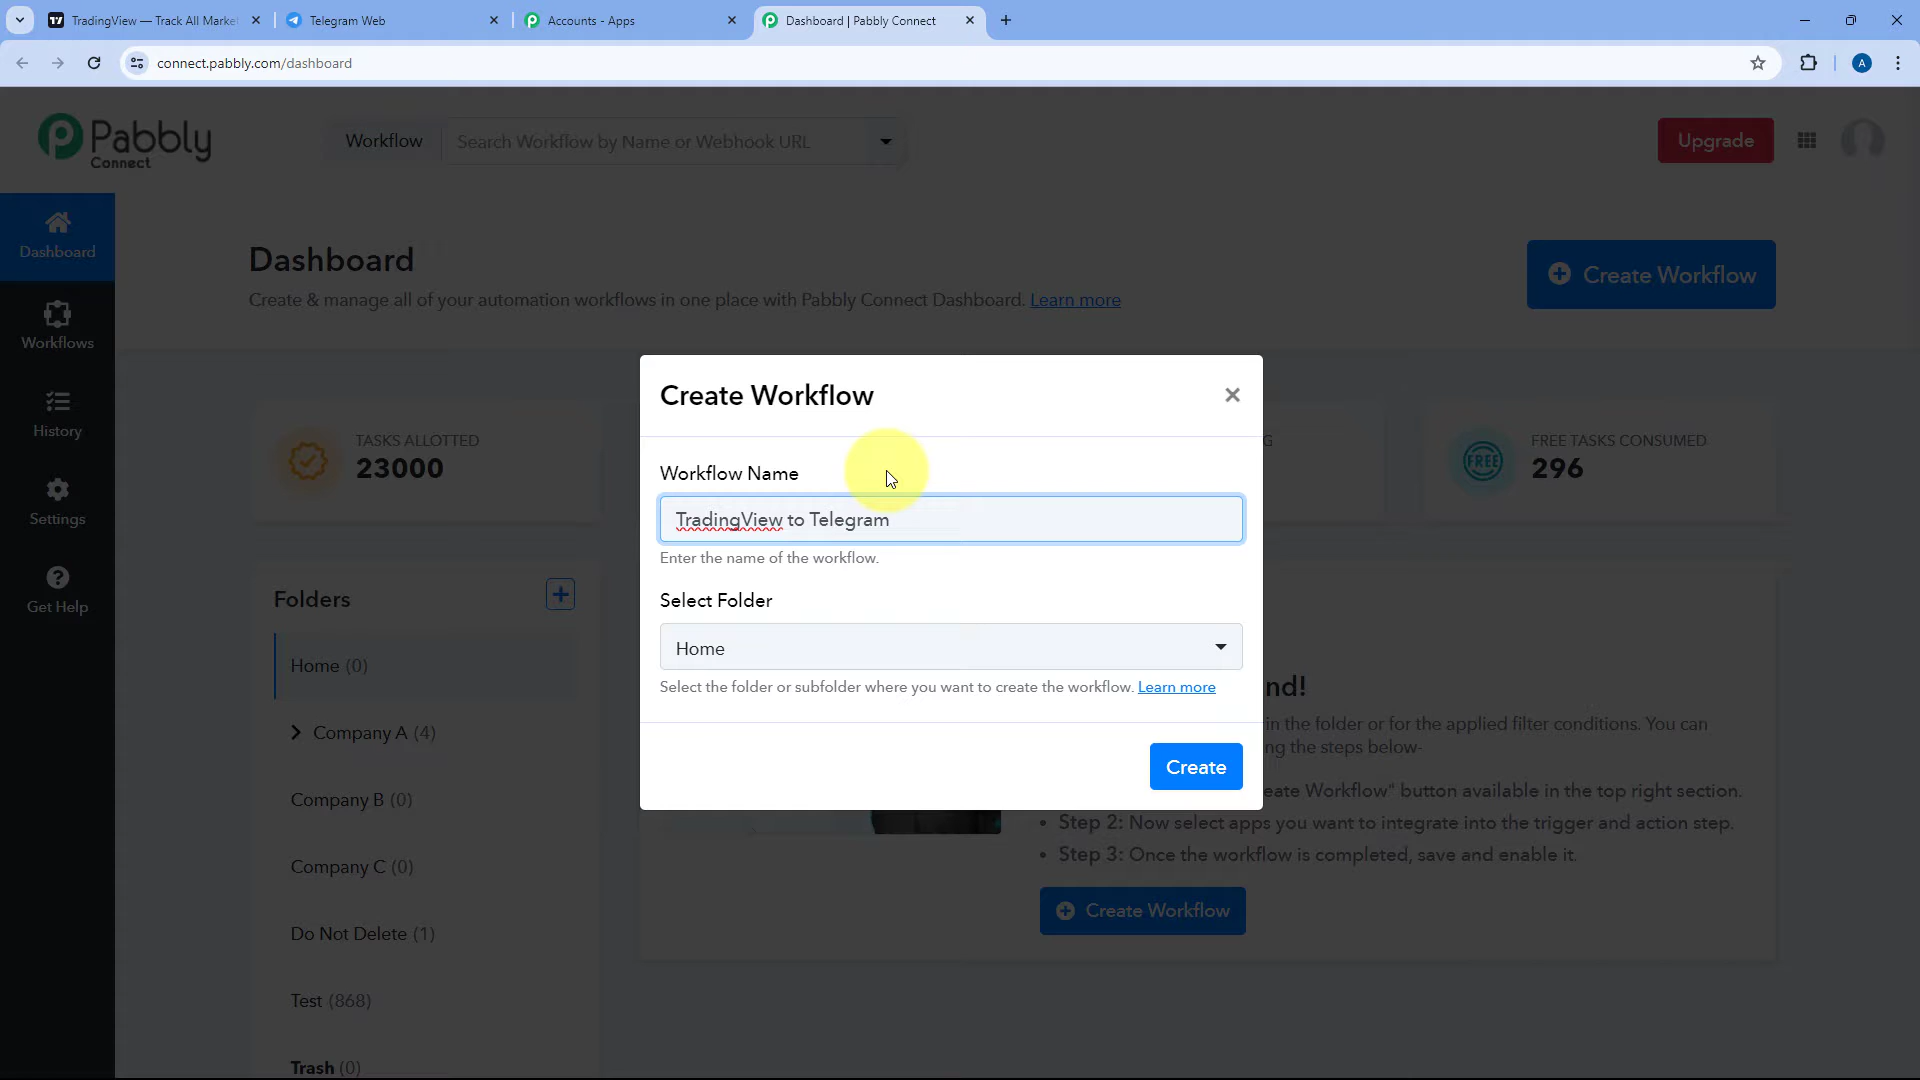 TradingView — Track All Marke
Telegram Web
Accounts - Apps
Dashboard | Pabbly Connect
connect.pabbly.com/dashboard
A
Pabbly
Connect
Workflow
Search Workflow by Name or Webhook URL
Upgrade
Dashboard
Workflows
History
Settings
Get Help
Dashboard
Create & manage all of your automation workflows in one place with Pabbly Connect Dashboard. Learn more
Create Workflow
TASKS ALLOTTED
23000
G
FREE
FREE TASKS CONSUMED
296
Folders
Home (0)
Company A (4)
Company B (0)
Company C (0)
Do Not Delete (1)
Test (868)
Trash (0)
Create Workflow
Workflow Name
TradingView to Telegram
Enter the name of the workflow.
Select Folder
Home
Select the folder or subfolder where you want to create the workflow. Learn more
Create
nd!
in the folder or for the applied filter conditions. You can
ng the steps below-
eate Workflow" button available in the top right section.
• Step 2: Now select apps you want to integrate into the trigger and action step.
• Step 3: Once the workflow is completed, save and enable it.
Create Workflow